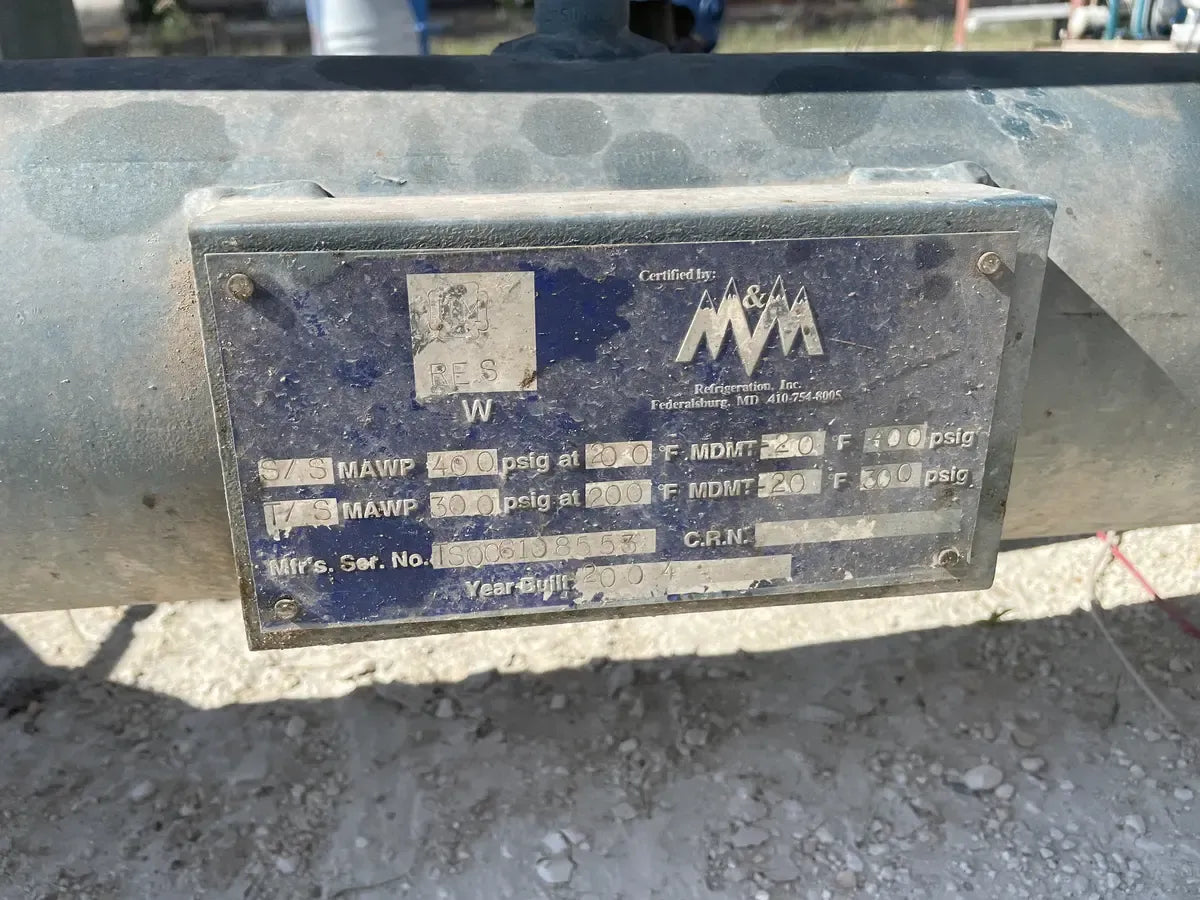 Certified by:
M&M
RES
Refrigeration, Inc.
W
Federalsburg, MD 410-754-8005
S/S MAWP 400 psig at 200 °F MDMT -20 °F 400 psig
T/S MAWP 300 psig at 200 °F MDMT -20 °F 300 psig
Mfr's. Ser. No. C.R.N.
Year Built 2004